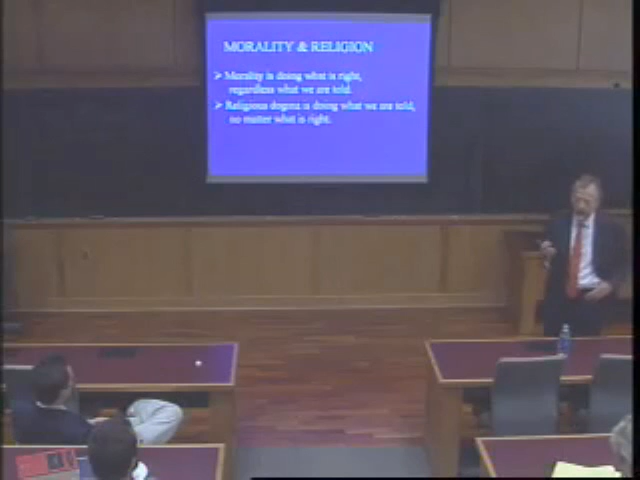 MORALITY & RELIGION
➢ Morality is doing what is right,
regardless what we are told.
➢ Religious dogma is doing what we are told,
no matter what is right.